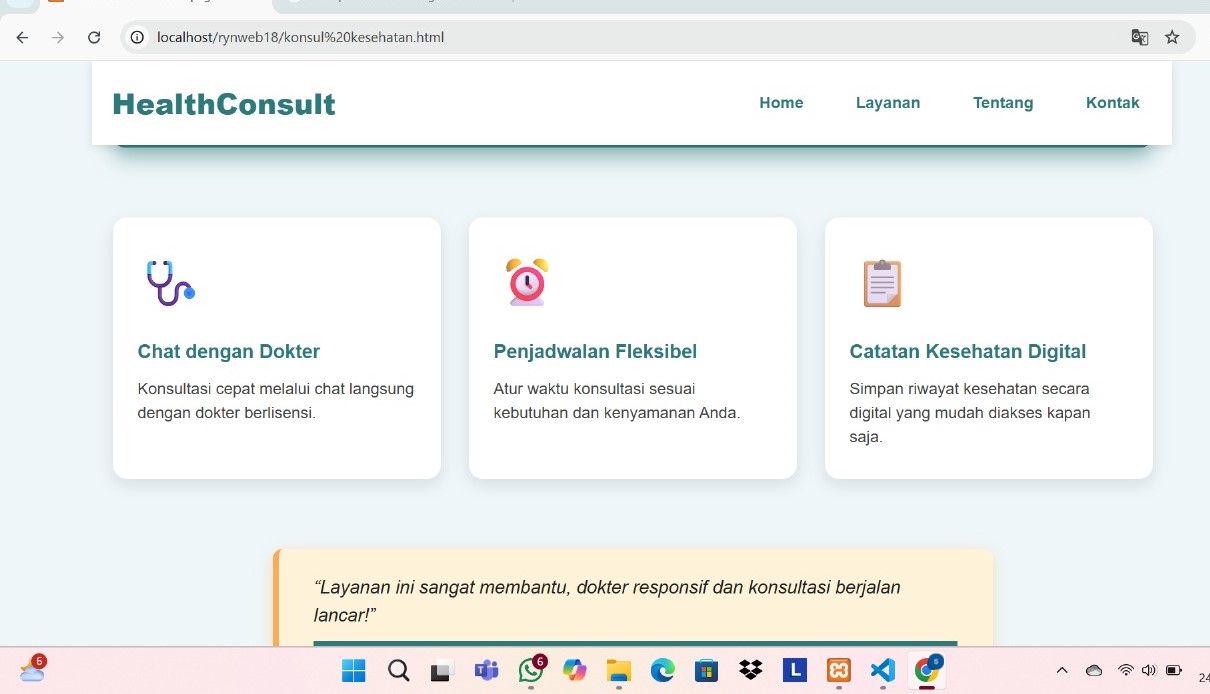 localhost/rynweb18/konsul%20kesehatan.html
HealthConsult
Home Layanan Tentang Kontak
Chat dengan Dokter
Konsultasi cepat melalui chat langsung
dengan dokter berlisensi.
Penjadwalan Fleksibel
Atur waktu konsultasi sesuai
kebutuhan dan kenyamanan Anda.
Catatan Kesehatan Digital
Simpan riwayat kesehatan secara
digital yang mudah diakses kapan
saja.
“Layanan ini sangat membantu, dokter responsif dan konsultasi berjalan
lancar!”
6
6
L
24